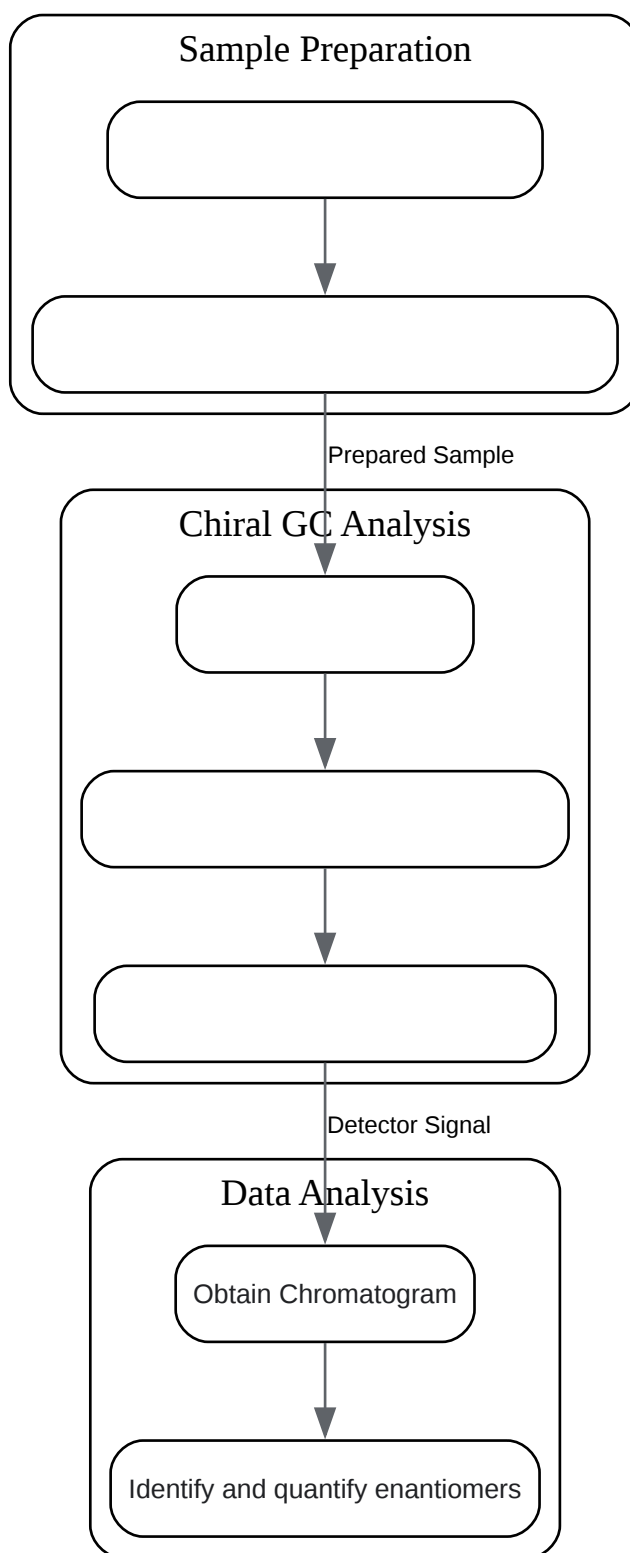 Sample Preparation
Prepared Sample
Chiral GC Analysis
Detector Signal
Data Analysis
Obtain Chromatogram
Identify and quantify enantiomers